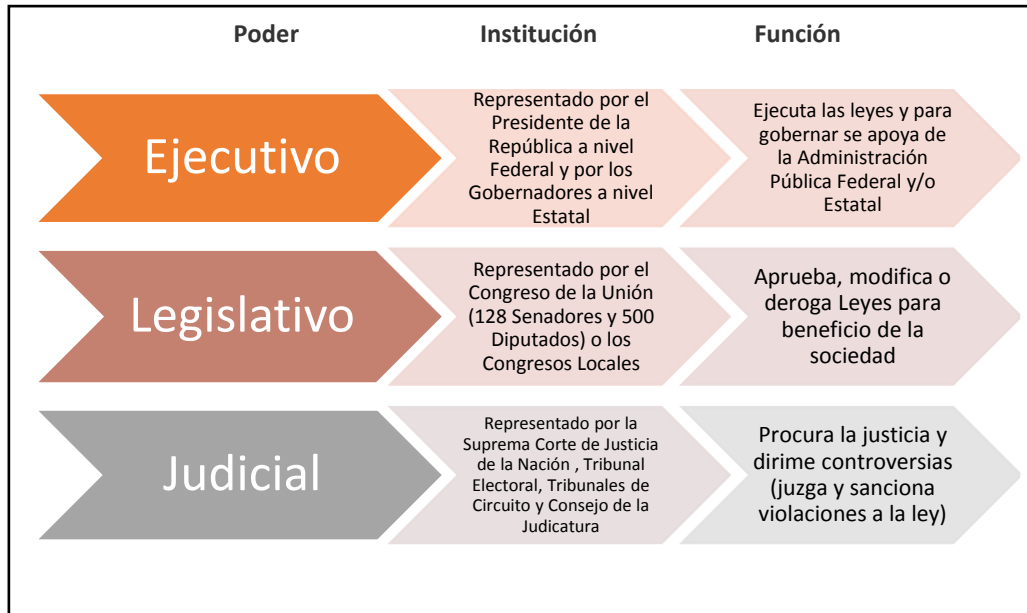 Poder
Institución
Función
Ejecutivo
Representado por el
Presidente de la
República a nivel
Federal y por los
Gobernadores a nivel
Estatal
Ejecuta las leyes y para
gobernar se apoya de
la Administración
Pública Federal y/o
Estatal
Legislativo
Representado por el
Congreso de la Unión
(128 Senadores y 500
Diputados) o los
Congresos Locales
Aprueba, modifica o
deroga Leyes para
beneficio de la
sociedad
Judicial
Representado por la
Suprema Corte de Justicia
de la Nación , Tribunal
Electoral, Tribunales de
Circuito y Consejo de la
Judicatura
Procura la justicia y
dirime controversias
(juzga y sanciona
violaciones a la ley)